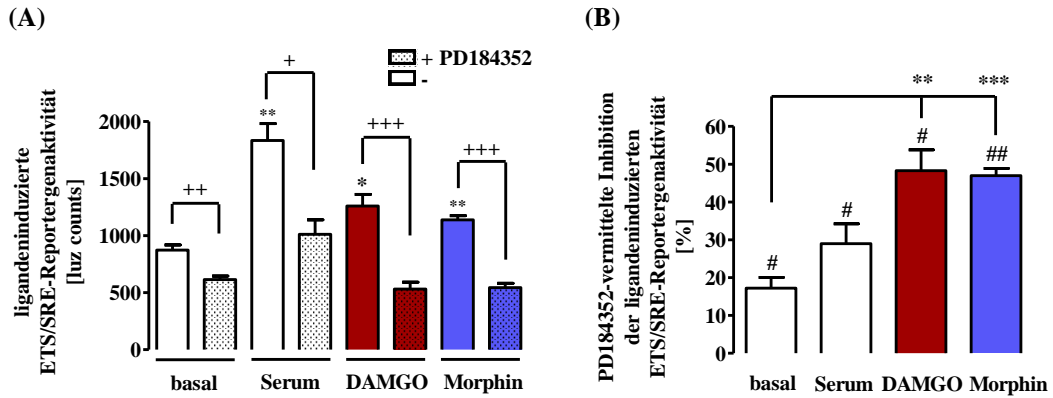 (A)
+ PD184352
-
ligandeninduzierte
ETS/SRE-Reportergenaktivität
[luz counts]
2000
1500
1000
500
0
++
**
+
*
+++
**
+++
basal
Serum
DAMGO
Morphin
(B)
PD184352-vermittelte Inhibition
der ligandeninduzierten
ETS/SRE-Reportergenaktivität
[%]
60
50
40
30
20
10
0
**
***
#
#
#
##
basal
Serum
DAMGO
Morphin